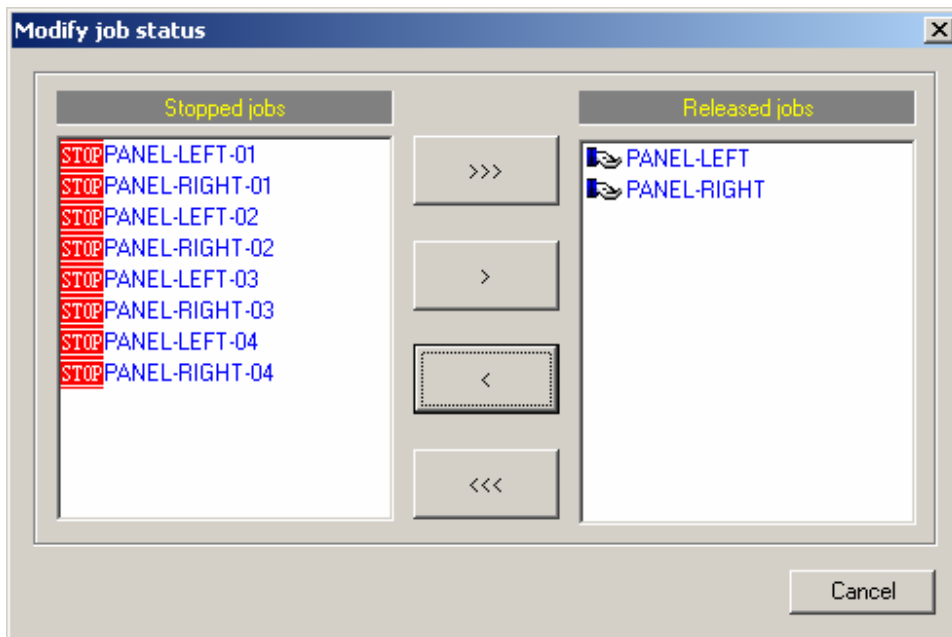 Modify job status
Stopped jobs
STOP PANEL-LEFT-01
STOP PANEL-RIGHT-01
STOP PANEL-LEFT-02
STOP PANEL-RIGHT-02
STOP PANEL-LEFT-03
STOP PANEL-RIGHT-03
STOP PANEL-LEFT-04
STOP PANEL-RIGHT-04
>>>
>
<
<<<
Released jobs
PANEL-LEFT
PANEL-RIGHT
Cancel